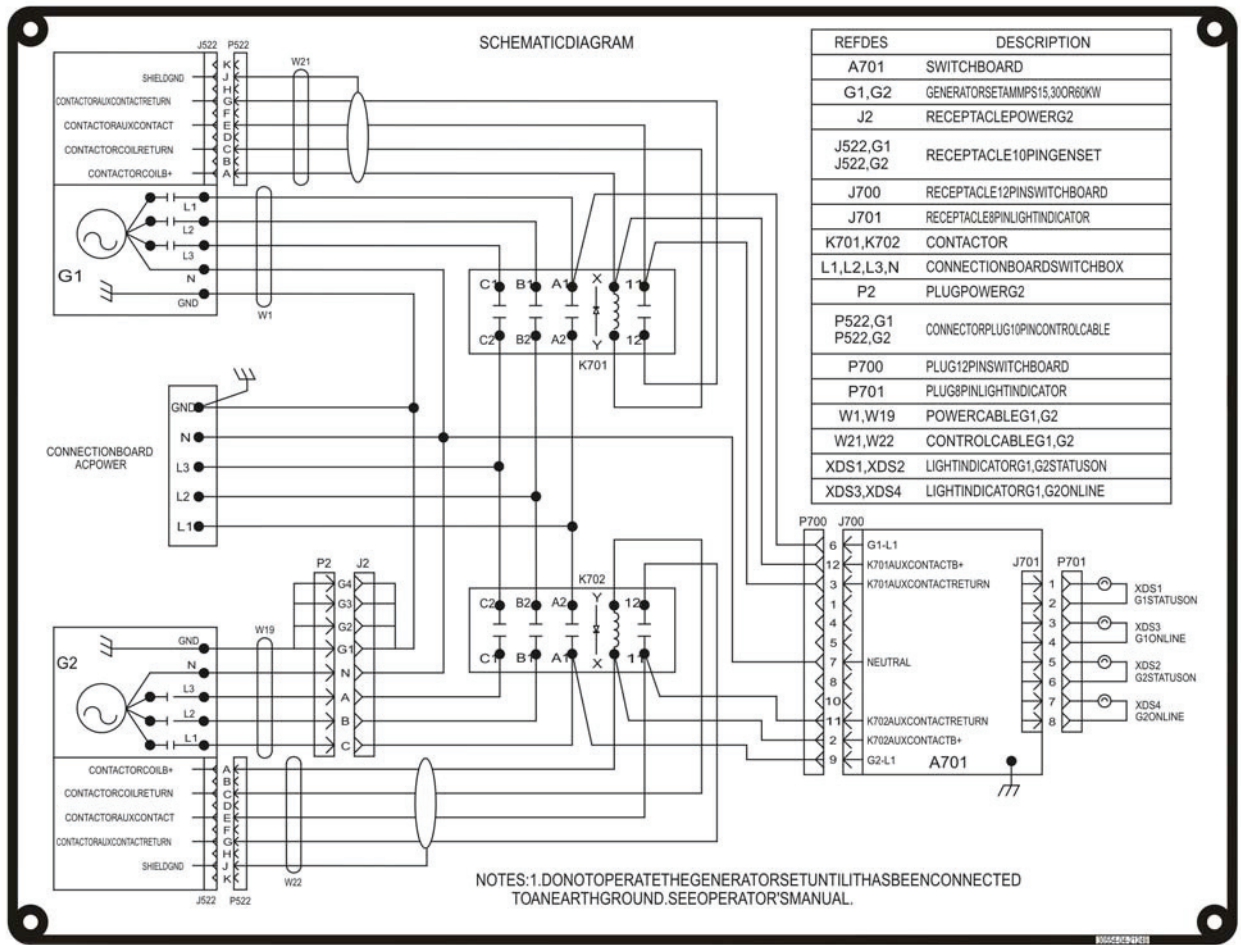 SCHEMATICDIAGRAM
REFDES DESCRIPTION
A701 SWITCHBOARD
G1,G2 GENERATORSETAMMPS15,30OR60KW
J2 RECEPTACLEPOWERG2
J522,G1
J522,G2 RECEPTACLE10PINGENSET
J700 RECEPTACLE12PINSWITCHBOARD
J701 RECEPTACLE8PINLIGHTINDICATOR
K701,K702 CONTACTOR
L1,L2,L3,N CONNECTIONBOARDSWITCHBOX
P2 PLUGPOWERG2
P522,G1
P522,G2 CONNECTORPLUG10PINCONTROLCABLE
P700 PLUG12PINSWITCHBOARD
P701 PLUG8PINLIGHTINDICATOR
W1,W19 POWERCABLEG1,G2
W21,W22 CONTROLCABLEG1,G2
XDS1,XDS2 LIGHTINDICATORG1,G2STATUSON
XDS3,XDS4 LIGHTINDICATORG1,G2ONLINE
J522 P522
W21
K
SHIELDGND J
H
CONTACTORAUXCONTACTRETURN G
F
CONTACTORAUXCONTACT E
D
CONTACTORCOILRETURN C
B
CONTACTORCOILB+ A
L1
L2
L3
N
GND
G1
W1
C1 B1 A1 X 11
C2 B2 A2 Y 12
K701
GND
N
L3
L2
L1
CONNECTIONBOARD
ACPOWER
P2 J2
G4
G3
G2
G1
N
A
B
C
W19
K702
C2 B2 A2 Y 12
C1 B1 A1 X 11
G2
GND
N
L3
L2
L1
CONTACTORCOILB+ A
B
CONTACTORCOILRETURN C
D
CONTACTORAUXCONTACT E
F
CONTACTORAUXCONTACTRETURN G
H
SHIELDGND J
K
J522 P522
W22
P700 J700
6 G1-L1
12 K701AUXCONTACTB+
3 K701AUXCONTACTRETURN
1
4
5
7 NEUTRAL
8
10
11 K702AUXCONTACTRETURN
2 K702AUXCONTACTB+
9 G2-L1
A701
J701 P701
1
2
3
4
5
6
7
8
XDS1
G1STATUSON
XDS3
G1ONLINE
XDS2
G2STATUSON
XDS4
G2ONLINE
NOTES:1.DONOTOPERATETHEGENERATORSETUNTILITHASBEENCONNECTED
TOANEARTHGROUND.SEEOPERATOR'SMANUAL.